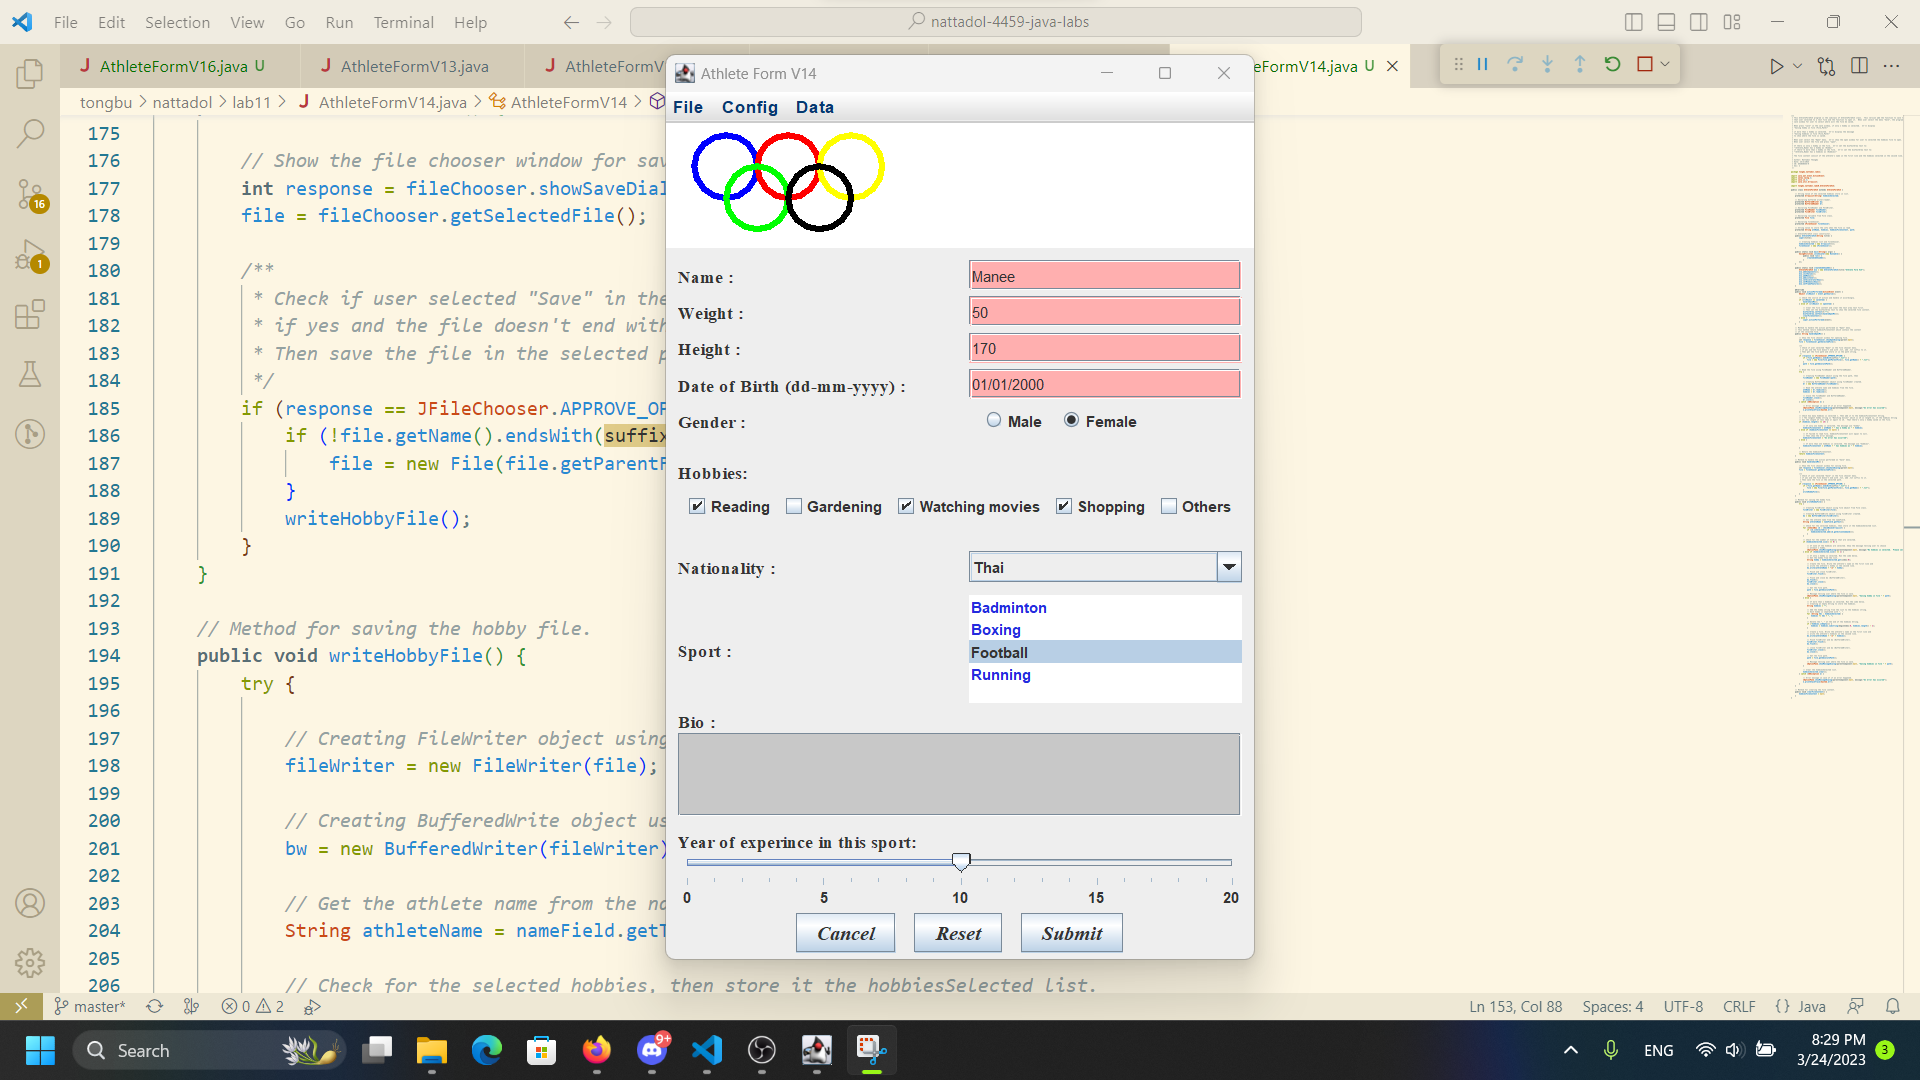 File Edit Selection View Go Run Terminal Help
nattadol-4459-java-labs
AthleteFormV16.java U
AthleteFormV13.java
AthleteFormV
eFormV14.java U
tongbu > nattadol > lab11 > J AthleteFormV14.java > AthleteFormV14 >
175
176 // Show the file chooser window for sav
177 int response = fileChooser.showSaveDial
178 file = fileChooser.getSelectedFile();
179
180 /**
181 * Check if user selected "Save" in the
182 * if yes and the file doesn't end with
183 * Then save the file in the selected p
184 */
185 if (response == JFileChooser.APPROVE_OP
186 if (!file.getName().endsWith(suffix
187 file = new File(file.getParentF
188 }
189 writeHobbyFile();
190 }
191 }
192
193 // Method for saving the hobby file.
194 public void writeHobbyFile() {
195 try {
196
197 // Creating FileWriter object using
198 fileWriter = new FileWriter(file);
199
200 // Creating BufferedWrite object us
201 bw = new BufferedWriter(fileWriter)
202
203 // Get the athlete name from the na
204 String athleteName = nameField.getT
205
206 // Check for the selected hobbies, then store it the hobbiesSelected list.
Athlete Form V14
File Config Data
Name :
Manee
Weight :
50
Height :
170
Date of Birth (dd-mm-yyyy) :
01/01/2000
Gender :
Male Female
Hobbies:
Reading Gardening Watching movies Shopping Others
Nationality :
Thai
Badminton
Boxing
Sport :
Football
Running
Bio :
Year of experince in this sport:
0 5 10 15 20
Cancel Reset Submit
16
1
master* 0 2
Ln 153, Col 88 Spaces: 4 UTF-8 CRLF {} Java
Search
9+
ENG
8:29 PM
3/24/2023
3